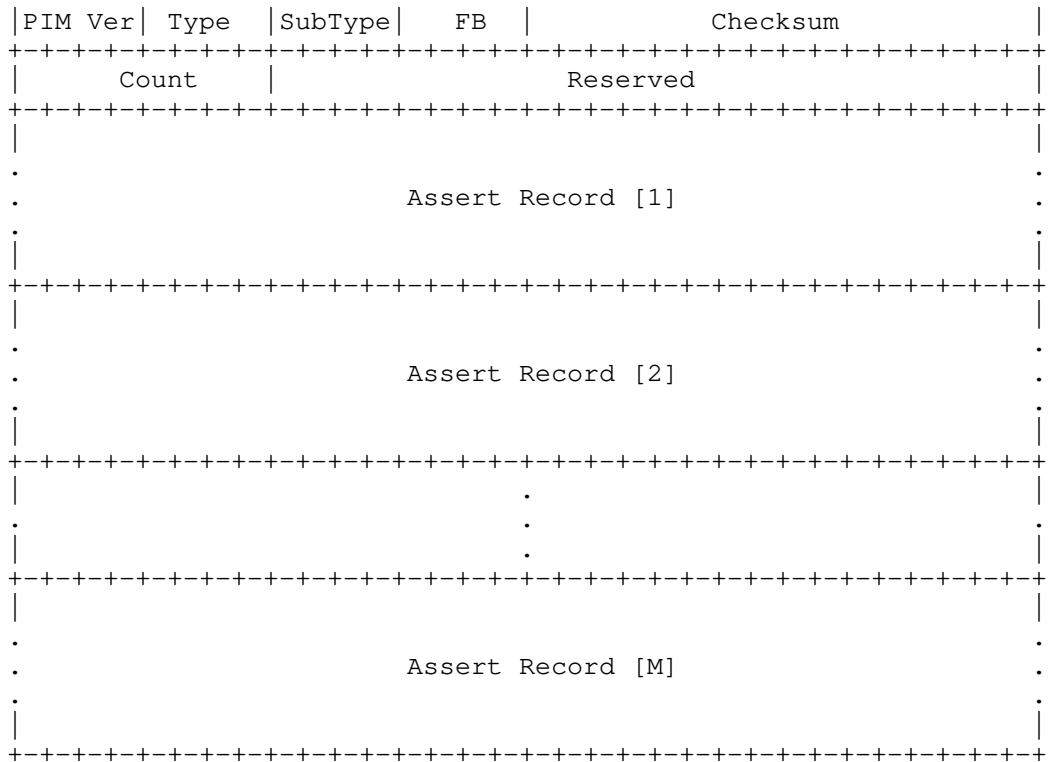 |PIM Ver| Type  |SubType|   FB  |           Checksum            |
+-+-+-+-+-+-+-+-+-+-+-+-+-+-+-+-+-+-+-+-+-+-+-+-+-+-+-+-+-+-+-+-+
|      Count    |                  Reserved                     |
+-+-+-+-+-+-+-+-+-+-+-+-+-+-+-+-+-+-+-+-+-+-+-+-+-+-+-+-+-+-+-+-+
|                                                               |
.                                                               .
.                        Assert Record [1]                      .
.                                                               .
|                                                               |
+-+-+-+-+-+-+-+-+-+-+-+-+-+-+-+-+-+-+-+-+-+-+-+-+-+-+-+-+-+-+-+-+
|                                                               |
.                                                               .
.                        Assert Record [2]                      .
.                                                               .
|                                                               |
+-+-+-+-+-+-+-+-+-+-+-+-+-+-+-+-+-+-+-+-+-+-+-+-+-+-+-+-+-+-+-+-+
|                               .                               |
.                               .                               .
|                               .                               |
+-+-+-+-+-+-+-+-+-+-+-+-+-+-+-+-+-+-+-+-+-+-+-+-+-+-+-+-+-+-+-+-+
|                                                               |
.                                                               .
.                        Assert Record [M]                      .
.                                                               .
|                                                               |
+-+-+-+-+-+-+-+-+-+-+-+-+-+-+-+-+-+-+-+-+-+-+-+-+-+-+-+-+-+-+-+-+